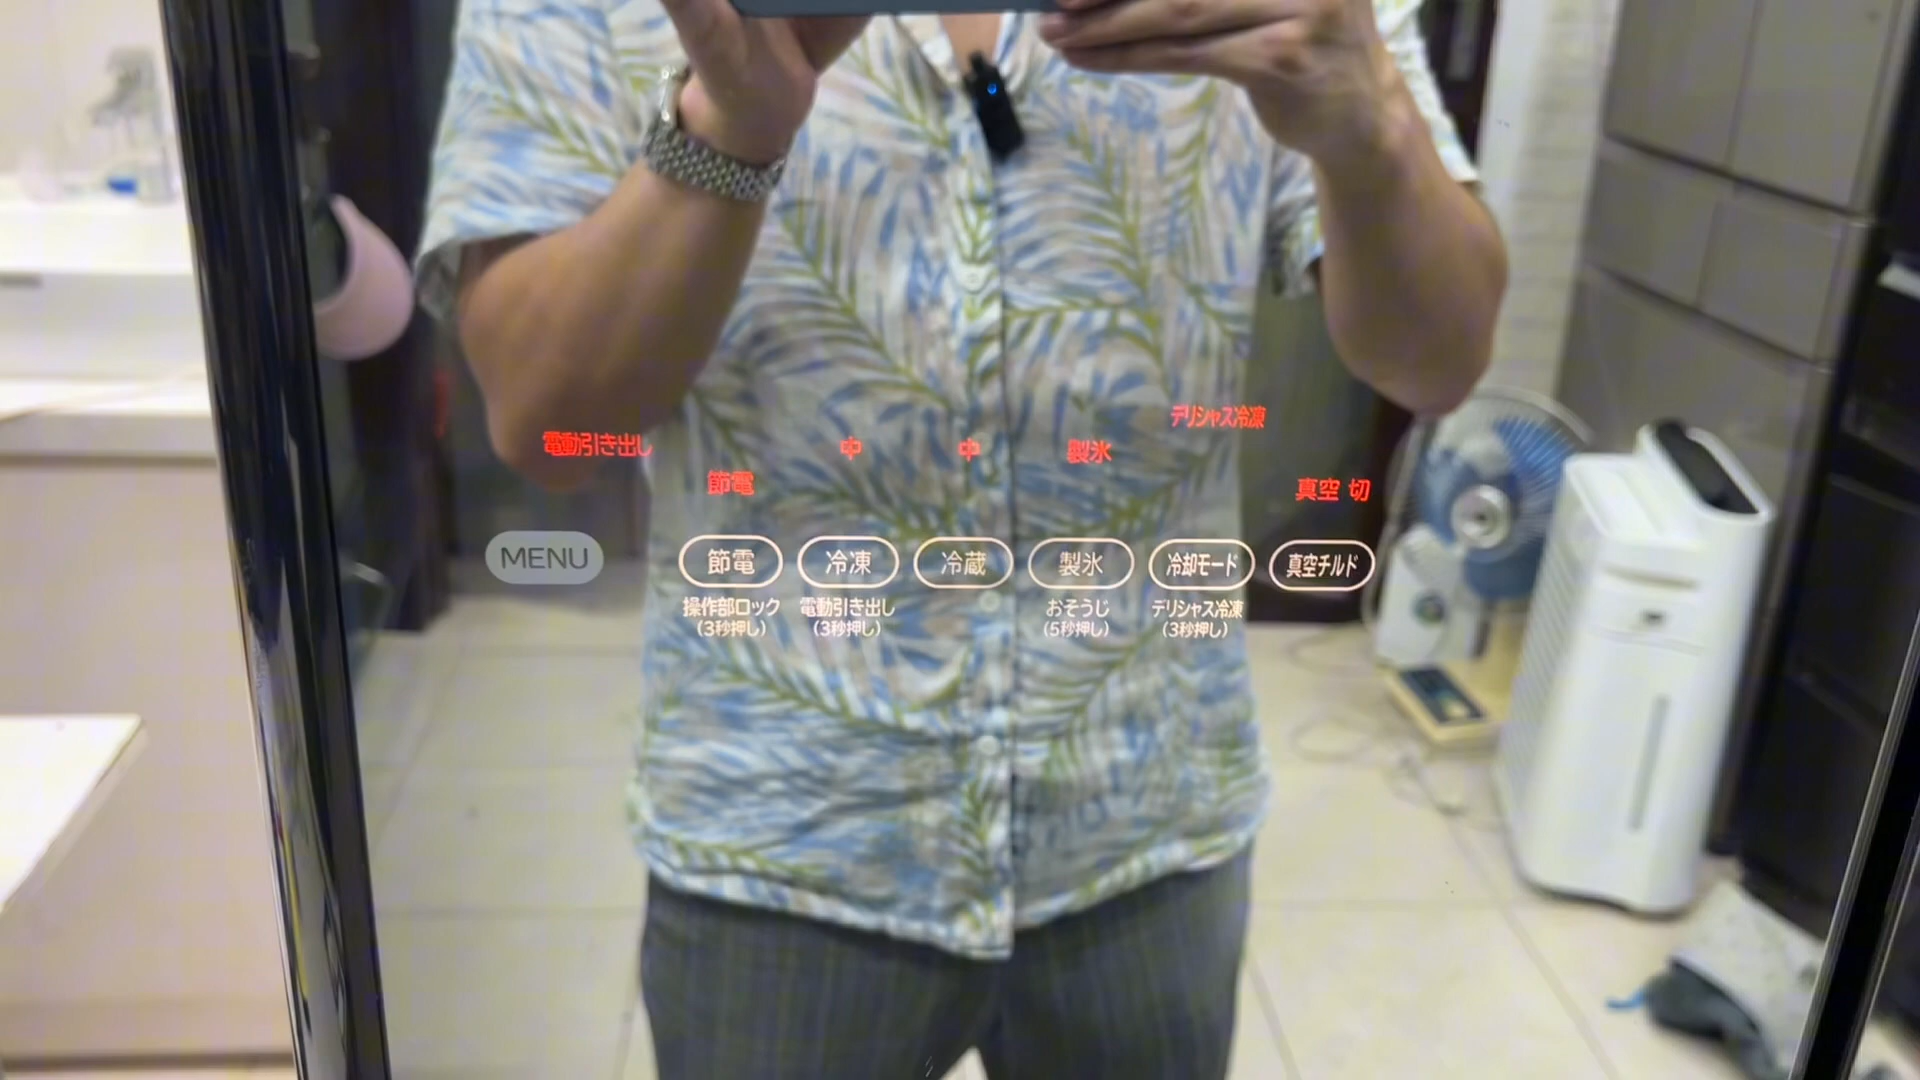 デリシャス冷凍
電動引き出し 中 中 製氷
節電 真空 切
MENU 節電 冷凍 冷蔵 製氷 冷却モード 真空チルド
操作部ロック 電動引き出し おそうじ デリシャス冷凍
(3秒押し) (3秒押し) (5秒押し) (3秒押し)